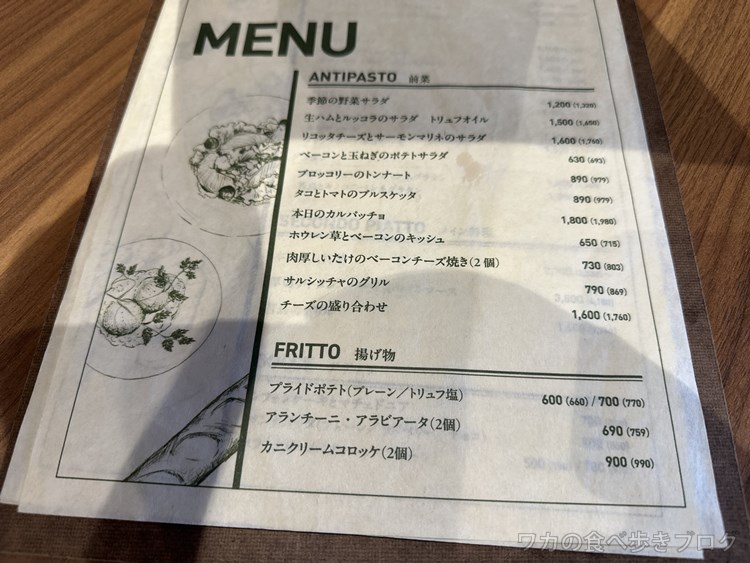 MENU
ANTIPASTO 前菜
季節の野菜サラダ 1,200 (1,320)
生ハムとルッコラのサラダ トリュフオイル 1,500 (1,650)
リコッタチーズとサーモンマリネのサラダ 1,600 (1,760)
ベーコンと玉ねぎのポテトサラダ 630 (693)
ブロッコリーのトンナート 890 (979)
タコとトマトのブルスケッタ 890 (979)
本日のカルパッチョ 1,800 (1,980)
ホウレン草とベーコンのキッシュ 650 (715)
肉厚しいたけのベーコンチーズ焼き(2個) 730 (803)
サルシッチャのグリル 790 (869)
チーズの盛り合わせ 1,600 (1,760)
FRITTO 揚げ物
フライドポテト(プレーン/トリュフ塩) 600 (660) / 700 (770)
アランチーニ・アラビアータ(2個) 690 (759)
カニクリームコロッケ(2個) 900 (990)
ワカの食べ歩きブログ